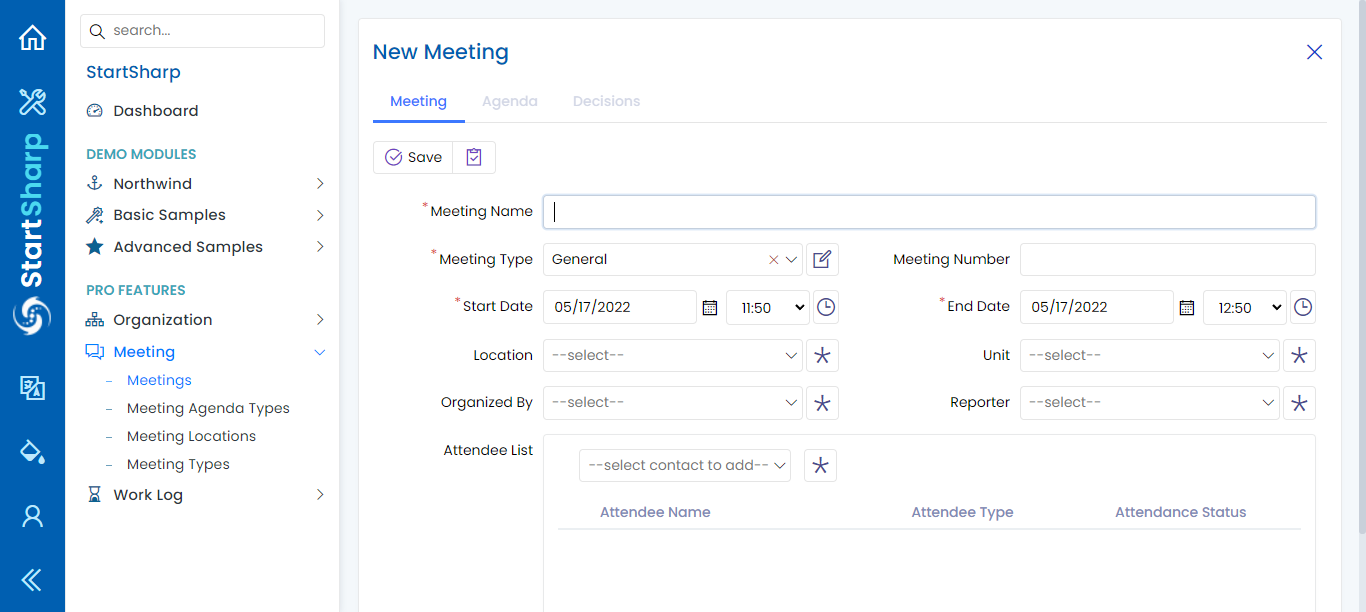 StartSharp
search...
StartSharp
Dashboard
DEMO MODULES
Northwind
Basic Samples
Advanced Samples
PRO FEATURES
Organization
Meeting
– Meetings
– Meeting Agenda Types
– Meeting Locations
– Meeting Types
Work Log
New Meeting
Meeting Agenda Decisions
Save
* Meeting Name
* Meeting Type General Meeting Number
* Start Date 05/17/2022 11:50 * End Date 05/17/2022 12:50
Location --select-- Unit --select--
Organized By --select-- Reporter --select--
Attendee List
--select contact to add--
Attendee Name Attendee Type Attendance Status